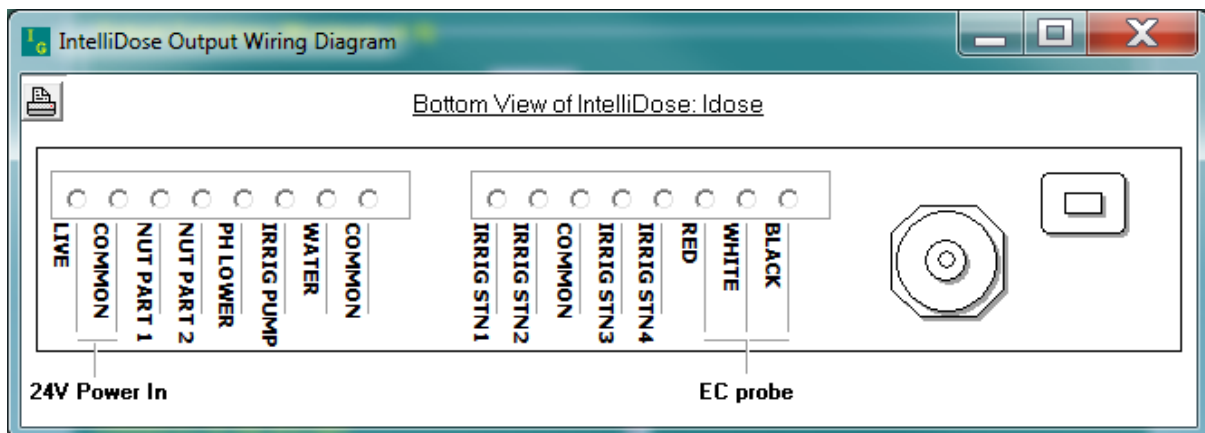 IG IntelliDose Output Wiring Diagram
Bottom View of IntelliDose: Idose
LIVE
COMMON
NUT PART 1
NUT PART 2
PH LOWER
IRRIG PUMP
WATER
COMMON
IRRIG STN1
IRRIG STN2
COMMON
IRRIG STN3
IRRIG STN4
RED
WHITE
BLACK
24V Power In
EC probe